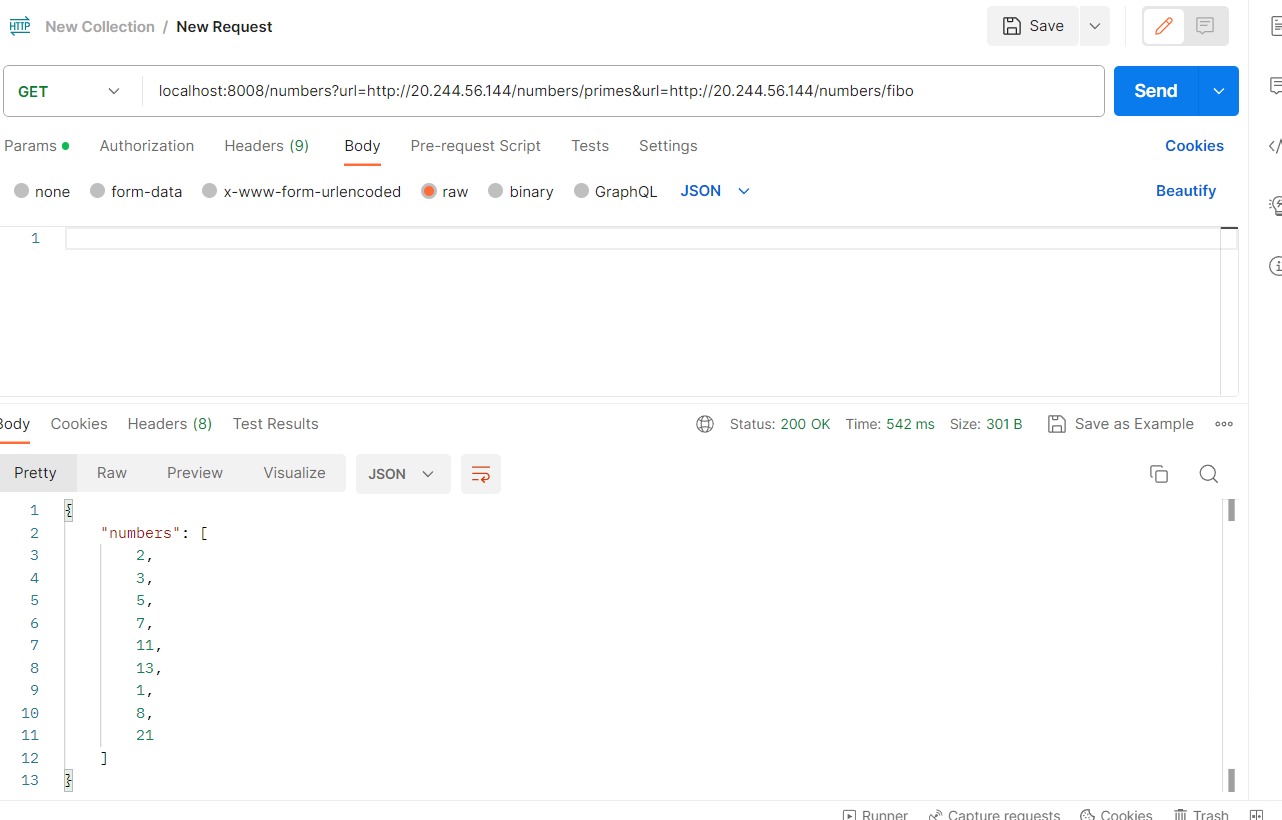 HTTP New Collection / New Request Save
GET localhost:8008/numbers?url=http://20.244.56.144/numbers/primes&url=http://20.244.56.144/numbers/fibo Send
Params Authorization Headers (9) Body Pre-request Script Tests Settings Cookies
none form-data x-www-form-urlencoded raw binary GraphQL JSON Beautify
1
Body Cookies Headers (8) Test Results Status: 200 OK Time: 542 ms Size: 301 B Save as Example
Pretty Raw Preview Visualize JSON
1 {
2 "numbers": [
3 2,
4 3,
5 5,
6 7,
7 11,
8 13,
9 1,
10 8,
11 21
12 ]
13 }
Runner Capture requests Cookies Trash